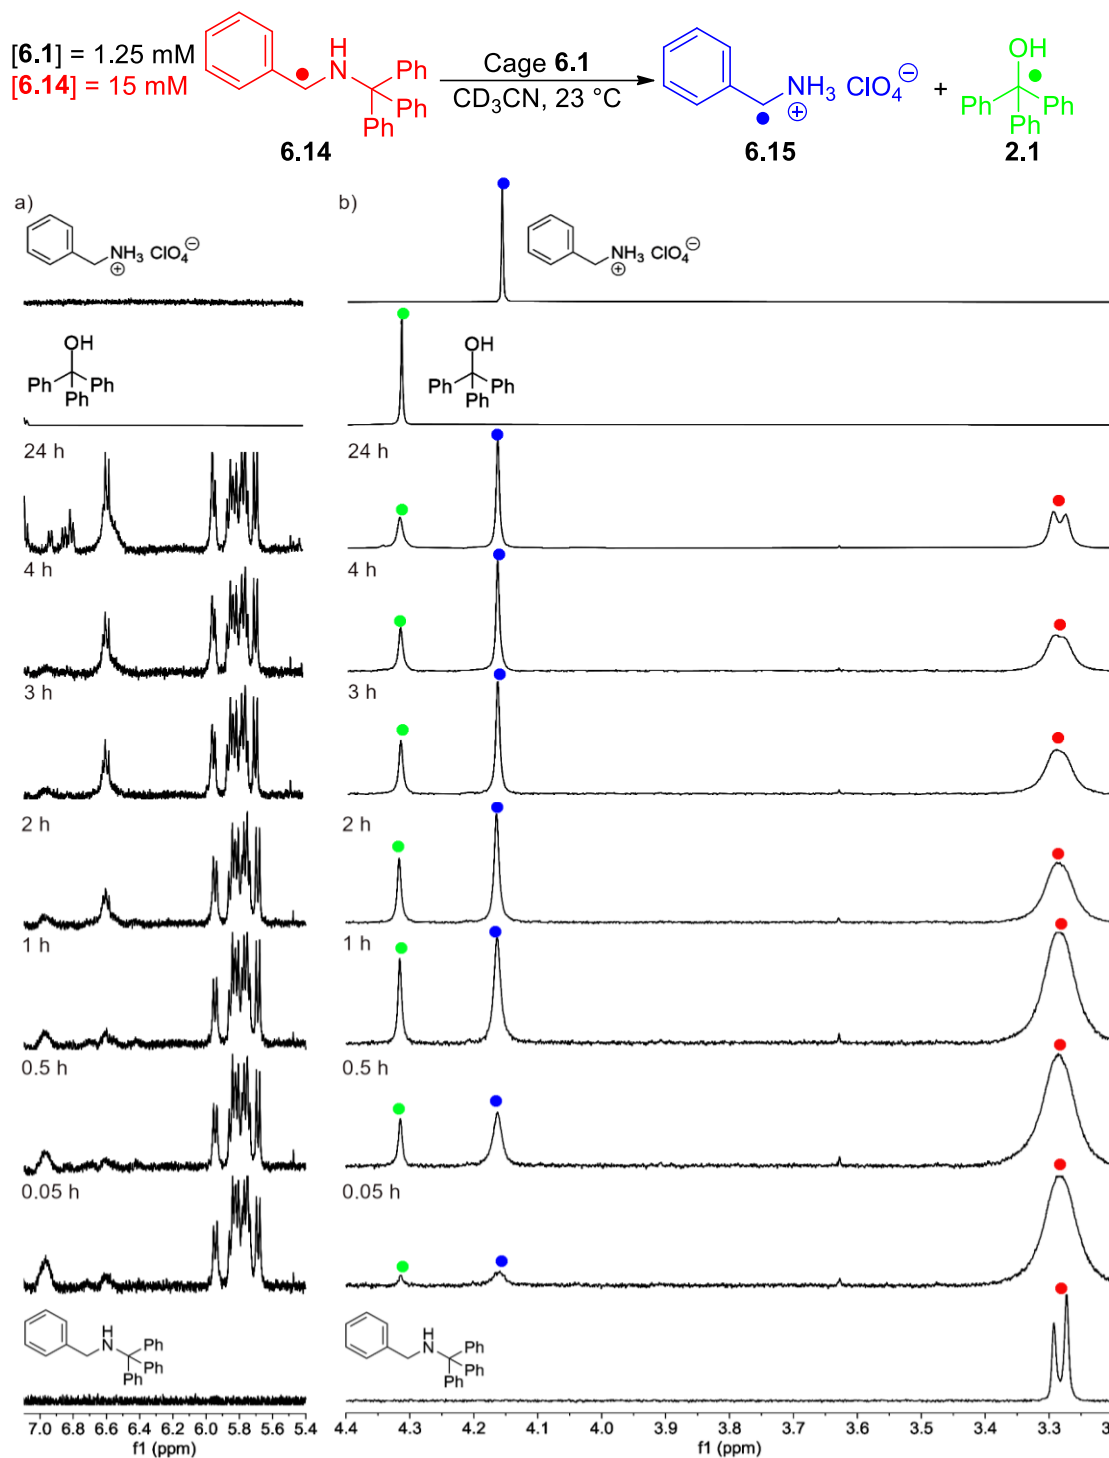 [6.1] = 1.25 mM
[6.14] = 15 mM
H
N
Ph
Ph
Ph
6.14
Cage 6.1
CD3CN, 23 °C
NH3 ClO4⊖
⊕
6.15
+
OH
Ph
Ph
Ph
2.1
a)
NH3 ClO4⊖
⊕
b)
NH3 ClO4⊖
⊕
OH
Ph
Ph
Ph
OH
Ph
Ph
Ph
24 h
24 h
4 h
4 h
3 h
3 h
2 h
2 h
1 h
1 h
0.5 h
0.5 h
0.05 h
0.05 h
H
N
Ph
Ph
Ph
H
N
Ph
Ph
Ph
7.0 6.8 6.6 6.4 6.2 6.0 5.8 5.6 5.4
f1 (ppm)
4.4 4.3 4.2 4.1 4.0 3.9 3.8 3.7 3.6 3.5 3.4 3.3
f1 (ppm)